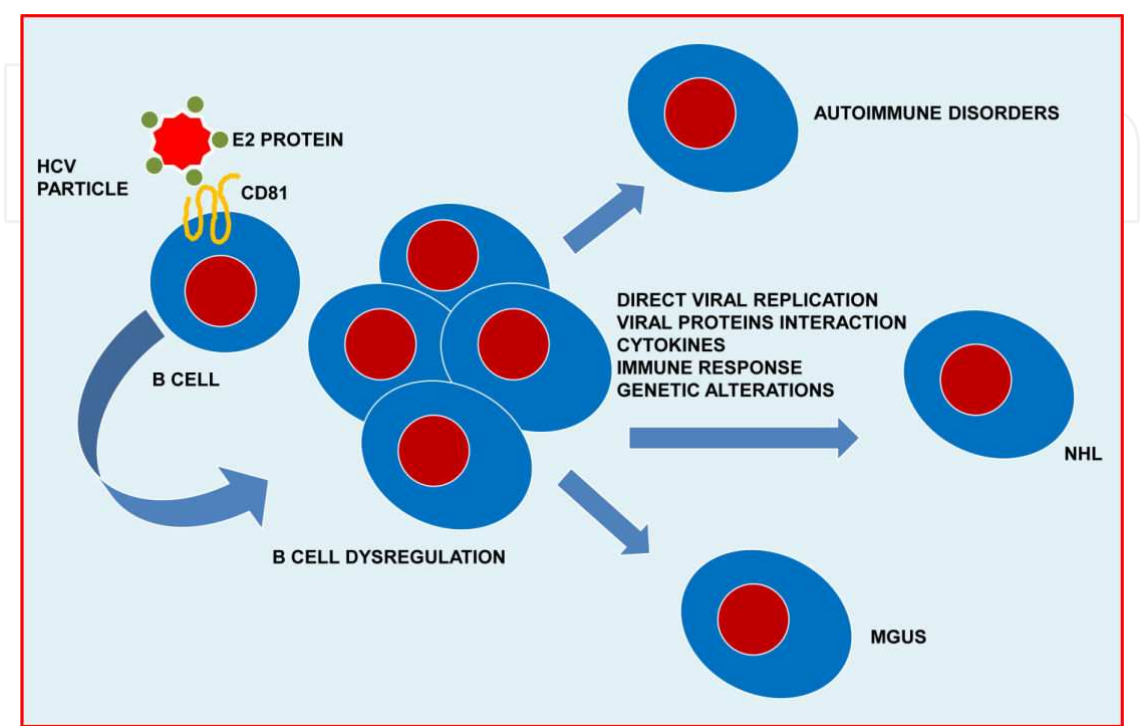 E2 PROTEIN
HCV
PARTICLE
CD81
B CELL
B CELL DYSREGULATION
AUTOIMMUNE DISORDERS
DIRECT VIRAL REPLICATION
VIRAL PROTEINS INTERACTION
CYTOKINES
IMMUNE RESPONSE
GENETIC ALTERATIONS
NHL
MGUS